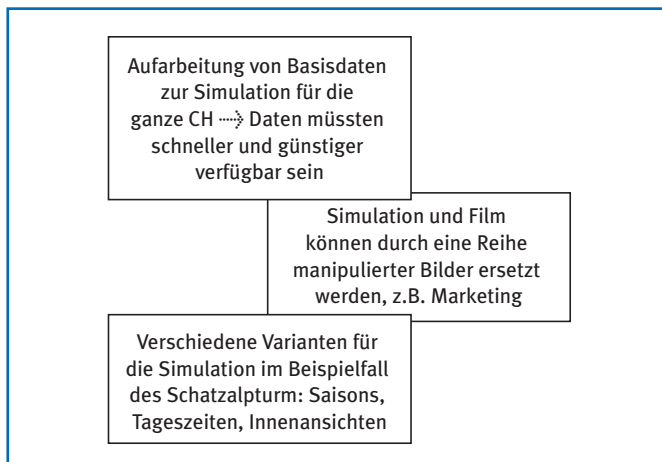 Aufarbeitung von Basisdaten
zur Simulation für die
ganze CH ····> Daten müssten
schneller und günstiger
verfügbar sein
Simulation und Film
können durch eine Reihe
manipulierter Bilder ersetzt
werden, z.B. Marketing
Verschiedene Varianten für
die Simulation im Beispielfall
des Schatzalpturm: Saisons,
Tageszeiten, Innenansichten